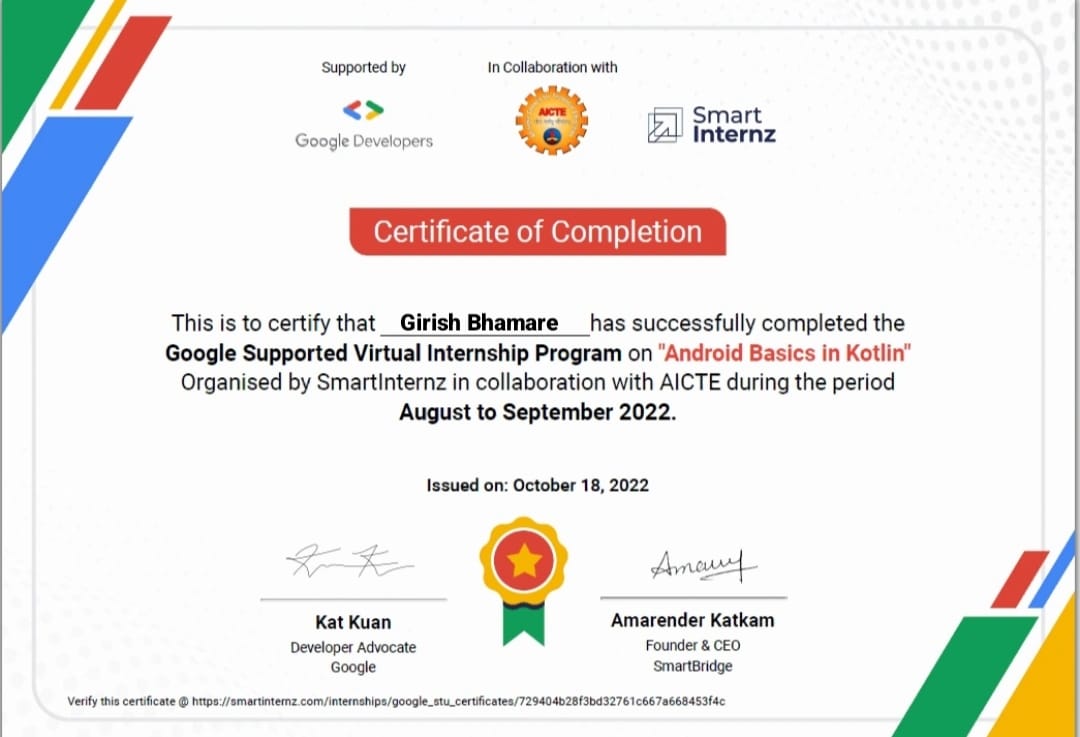 Supported by
In Collaboration with
Google Developers
AICTE
Smart
Internz
Certificate of Completion
This is to certify that Girish Bhamare has successfully completed the
Google Supported Virtual Internship Program on "Android Basics in Kotlin"
Organised by SmartInternz in collaboration with AICTE during the period
August to September 2022.
Issued on: October 18, 2022
Kat Kuan
Developer Advocate
Google
Amarender Katkam
Founder & CEO
SmartBridge
Verify this certificate @ https://smartinternz.com/internships/google_stu_certificates/729404b28f3bd32761c667a668453f4c